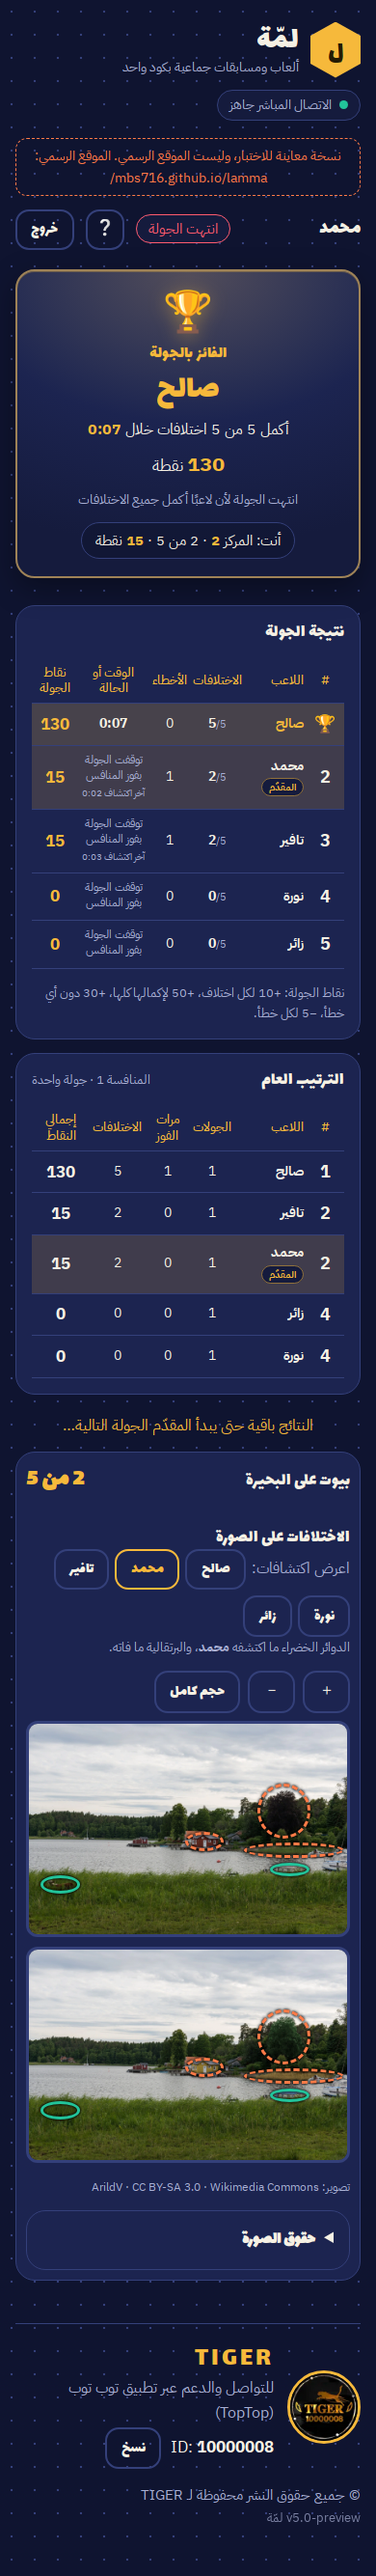 ل
لمّة
ألعاب ومسابقات جماعية بكود واحد
الاتصال المباشر جاهز
نسخة معاينة للاختبار، وليست الموقع الرسمي. الموقع الرسمي:
mbs716.github.io/lamma/
محمد
انتهت الجولة
?
خروج
🏆
الفائز بالجولة
صالح
أكمل 5 من 5 اختلافات خلال 0:07
130 نقطة
انتهت الجولة لأن لاعبًا أكمل جميع الاختلافات
أنت: المركز 2 · 2 من 5 · 15 نقطة
نتيجة الجولة
# اللاعب الاختلافات الأخطاء الوقت أو الحالة نقاط الجولة
🏆 صالح 5/5 0 0:07 130
2 محمد المقدّم 2/5 1 توقفت الجولة بفوز المنافس آخر اكتشاف 0:02 15
3 تافير 2/5 1 توقفت الجولة بفوز المنافس آخر اكتشاف 0:03 15
4 نورة 0/5 0 توقفت الجولة بفوز المنافس 0
5 زائر 0/5 0 توقفت الجولة بفوز المنافس 0
نقاط الجولة: +10 لكل اختلاف، +50 لإكمالها كلها، +30 دون أي
خطأ، −5 لكل خطأ.
الترتيب العام
المنافسة 1 · جولة واحدة
# اللاعب الجولات مرات الفوز الاختلافات إجمالي النقاط
1 صالح 1 1 5 130
2 تافير 1 0 2 15
2 محمد المقدّم 1 0 2 15
4 زائر 1 0 0 0
4 نورة 1 0 0 0
النتائج باقية حتى يبدأ المقدّم الجولة التالية...
بيوت على البحيرة
2 من 5
الاختلافات على الصورة
اعرض اكتشافات: صالح محمد تافير
نورة زائر
الدوائر الخضراء ما اكتشفه محمد، والبرتقالية ما فاته.
+ − حجم كامل
تصوير: ArildV · CC BY-SA 3.0 · Wikimedia Commons
◀ حقوق الصورة
TIGER
10000008
TIGER
للتواصل والدعم عبر تطبيق توب توب
(TopTop)
ID: 10000008 نسخ
© جميع حقوق النشر محفوظة لـ TIGER
لمّة v5.0-preview